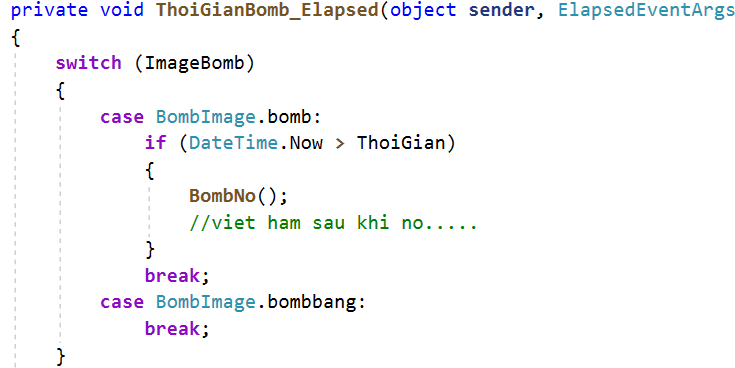 private void ThoiGianBomb_Elapsed(object sender, ElapsedEventArgs
{
switch (ImageBomb)
{
case BombImage.bomb:
if (DateTime.Now > ThoiGian)
{
BombNo();
//viet ham sau khi no.....
}
break;
case BombImage.bombbang:
break;
}